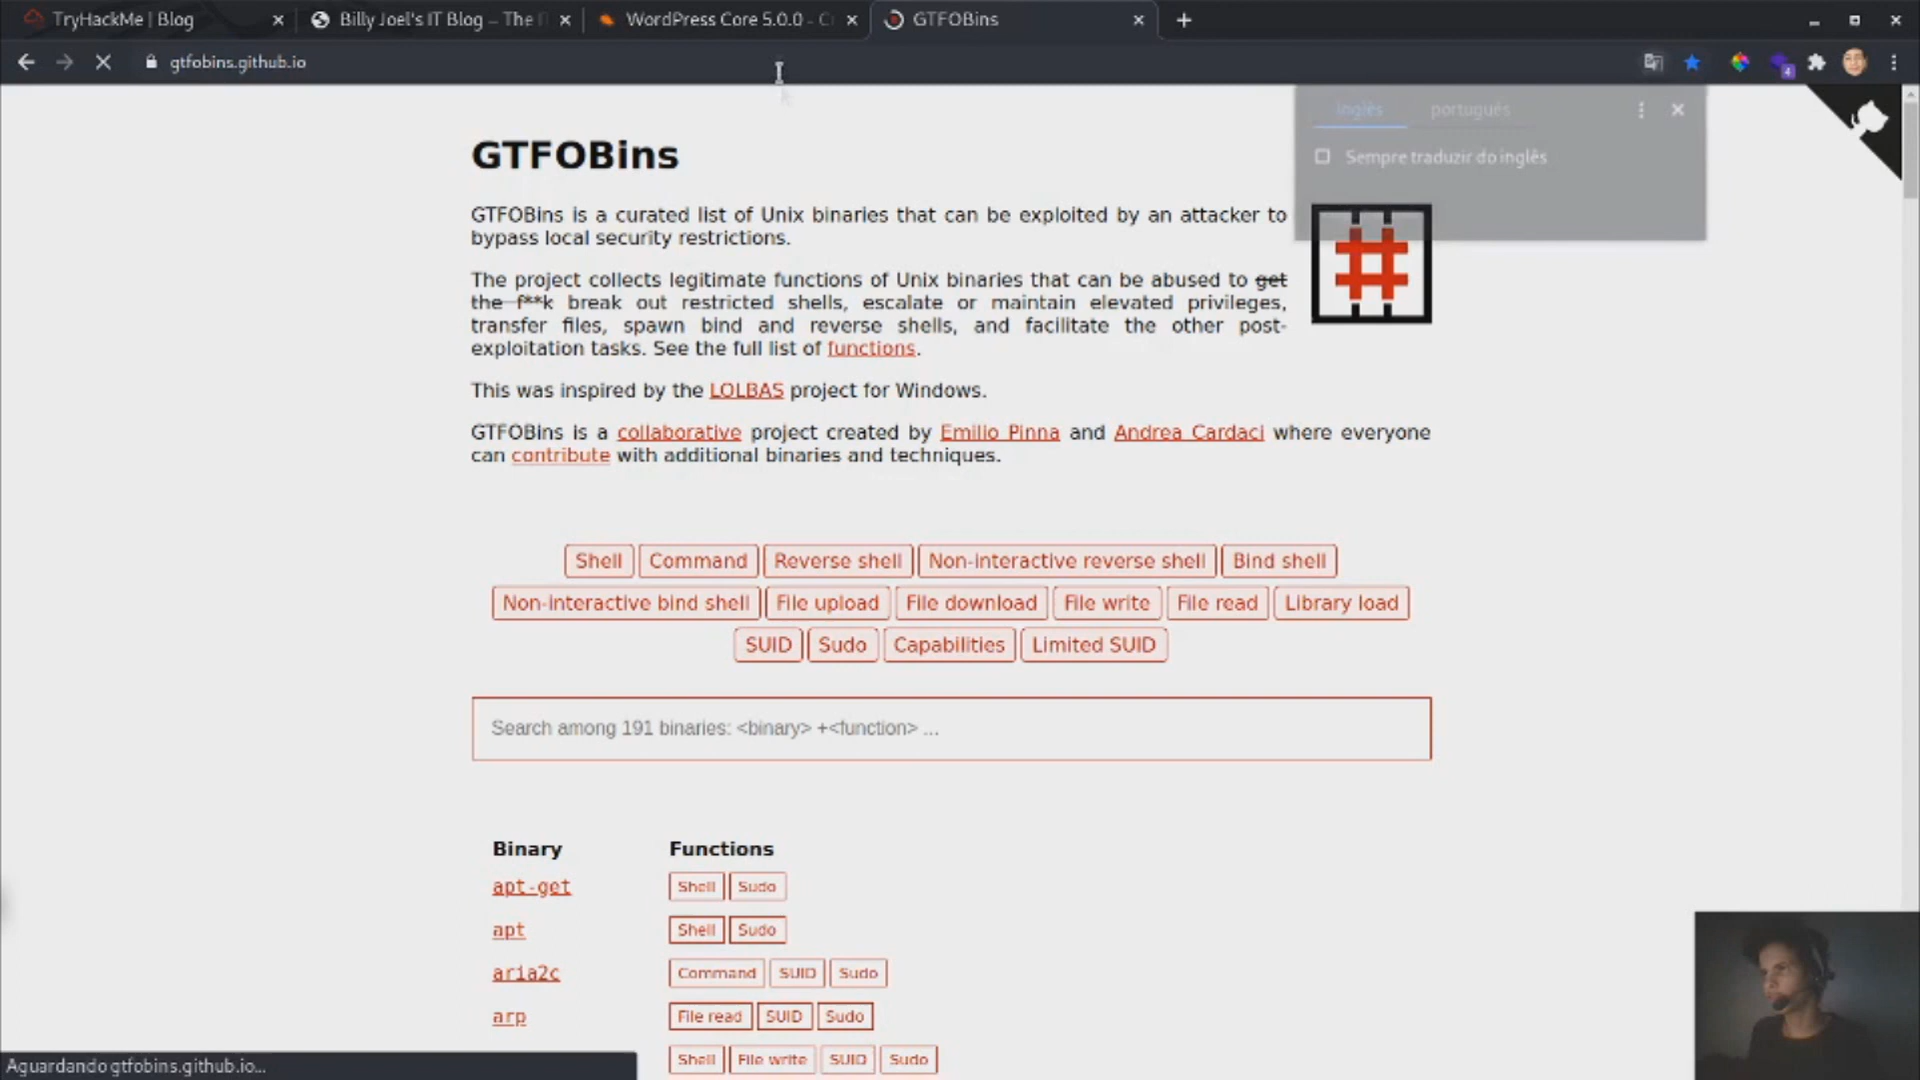 TryHackMe | Blog
Billy Joel's IT Blog – The
WordPress Core 5.0.0 - C
GTFOBins
gtfobins.github.io
4
inglês português
Sempre traduzir do inglês
GTFOBins
GTFOBins is a curated list of Unix binaries that can be exploited by an attacker to
bypass local security restrictions.
The project collects legitimate functions of Unix binaries that can be abused to get
the f**k break out restricted shells, escalate or maintain elevated privileges,
transfer files, spawn bind and reverse shells, and facilitate the other post-
exploitation tasks. See the full list of functions.
This was inspired by the LOLBAS project for Windows.
GTFOBins is a collaborative project created by Emilio Pinna and Andrea Cardaci where everyone
can contribute with additional binaries and techniques.
Shell Command Reverse shell Non-interactive reverse shell Bind shell
Non-interactive bind shell File upload File download File write File read Library load
SUID Sudo Capabilities Limited SUID
Search among 191 binaries: <binary> +<function> ...
Binary Functions
apt-get Shell Sudo
apt Shell Sudo
aria2c Command SUID Sudo
arp File read SUID Sudo
Shell File write SUID Sudo
Aguardando gtfobins.github.io...